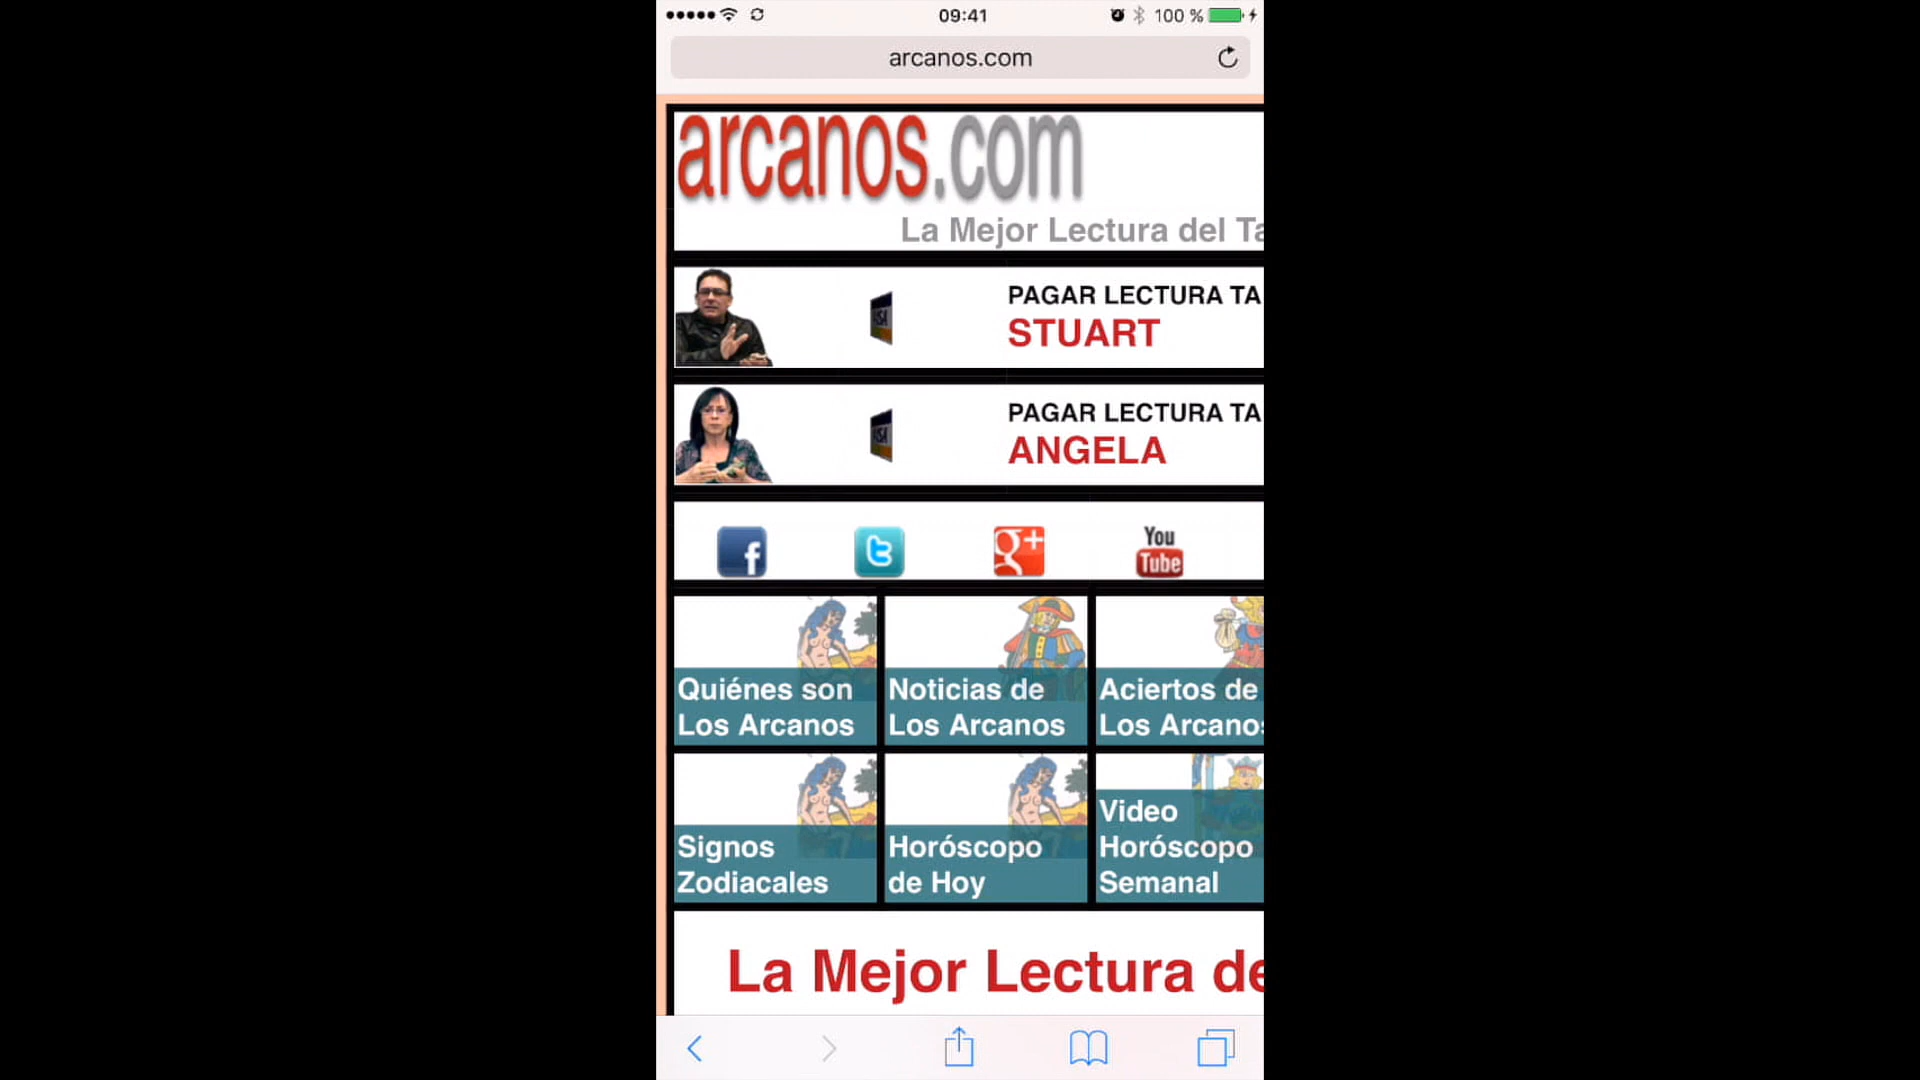 09:41
100 %
arcanos.com
arcanos.com
La Mejor Lectura del Ta
PAGAR LECTURA TA
STUART
PAGAR LECTURA TA
ANGELA
f
t
g+
You
Tube
Quiénes son
Los Arcanos
Noticias de
Los Arcanos
Aciertos de
Los Arcanos
Signos
Zodiacales
Horóscopo
de Hoy
Video
Horóscopo
Semanal
La Mejor Lectura de